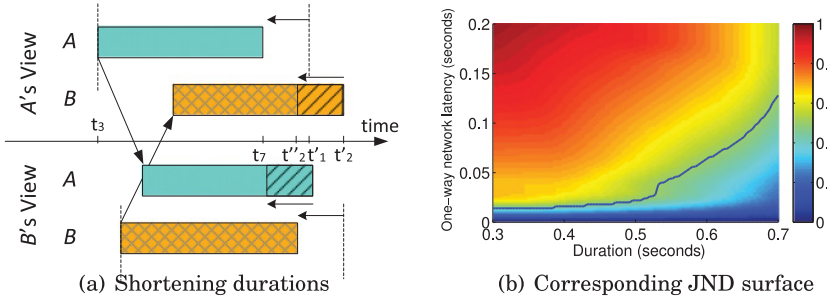 A's View
A
B
t3
time
t7 t''2 t'1 t'2
B's View
A
B
(a) Shortening durations
One-way network latency (seconds)
0.2
0.15
0.1
0.05
0
0.3 0.4 0.5 0.6 0.7
Duration (seconds)
1
0
(b) Corresponding JND surface